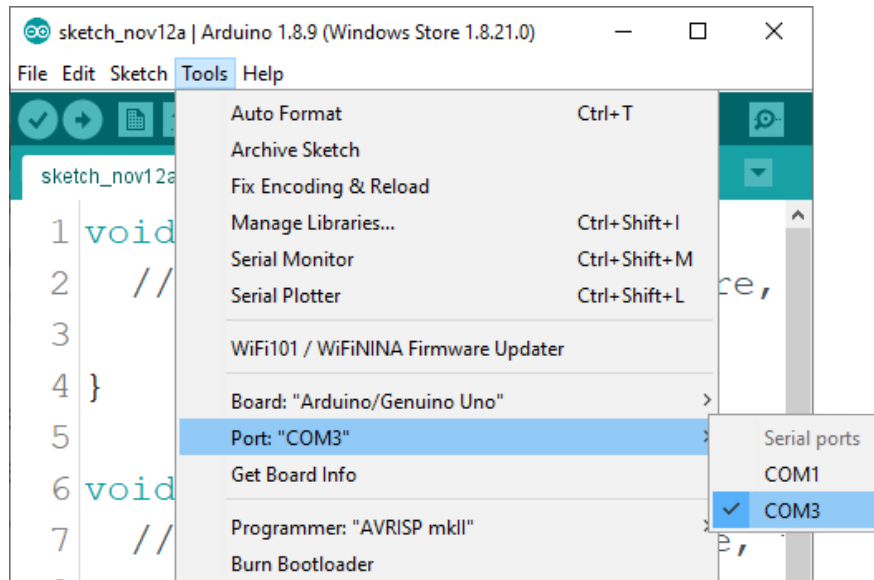 sketch_nov12a | Arduino 1.8.9 (Windows Store 1.8.21.0)
File Edit Sketch Tools Help
Auto Format Ctrl+T
Archive Sketch
sketch_nov12a
Fix Encoding & Reload
1 void
Manage Libraries... Ctrl+Shift+I
Serial Monitor Ctrl+Shift+M
2 // re,
Serial Plotter Ctrl+Shift+L
3
WiFi101 / WiFiNINA Firmware Updater
4 }
Board: "Arduino/Genuino Uno"
5
Port: "COM3"
Serial ports
Get Board Info
COM1
6 void
COM3
Programmer: "AVRISP mkII"
7 // e,
Burn Bootloader